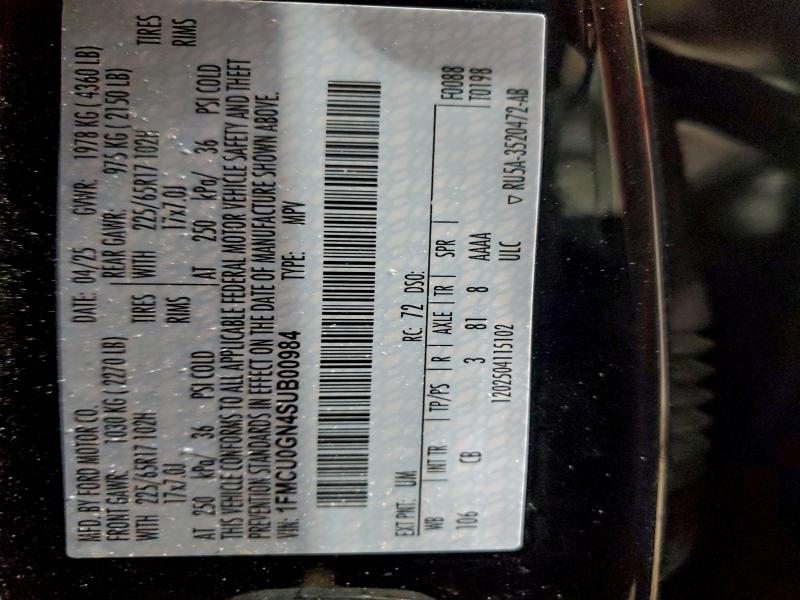 MFD. BY FORD MOTOR CO. DATE: 04/25 GVWR: 1978 KG ( 4360 LB)
FRONT GAWR: 1030 KG ( 2270 LB) REAR GAWR: 975 KG ( 2150 LB)
WITH 225/65R17 102H TIRES WITH 225/65R17 102H TIRES
17x7.0J RIMS 17x7.0J RIMS
AT 250 kPa/ 36 PSI COLD AT 250 kPa/ 36 PSI COLD
THIS VEHICLE CONFORMS TO ALL APPLICABLE FEDERAL MOTOR VEHICLE SAFETY AND THEFT
PREVENTION STANDARDS IN EFFECT ON THE DATE OF MANUFACTURE SHOWN ABOVE.
VIN: 1FMCU0GN4SUB00984 TYPE: MPV
EXT PNT: UM RC: 72 DSO: F0088
WB INT TR TP/PS R AXLE TR SPR T0198
106 CB 3 81 8 AAAA
1202504115102 ULC ▽ RU5A-3520472-AB